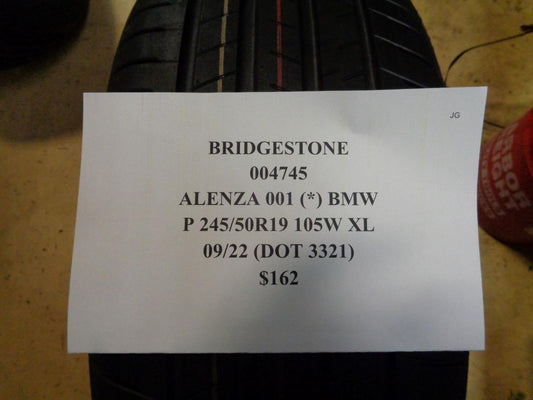 JG
BRIDGESTONE
004745
ALENZA 001 (*) BMW
P 245/50R19 105W XL
09/22 (DOT 3321)
$162